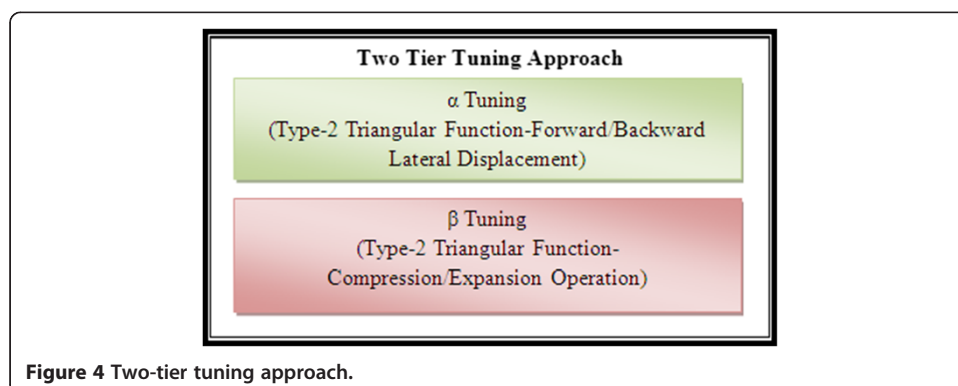 Two Tier Tuning Approach
α Tuning
(Type-2 Triangular Function-Forward/Backward
Lateral Displacement)
β Tuning
(Type-2 Triangular Function-
Compression/Expansion Operation)
Figure 4 Two-tier tuning approach.